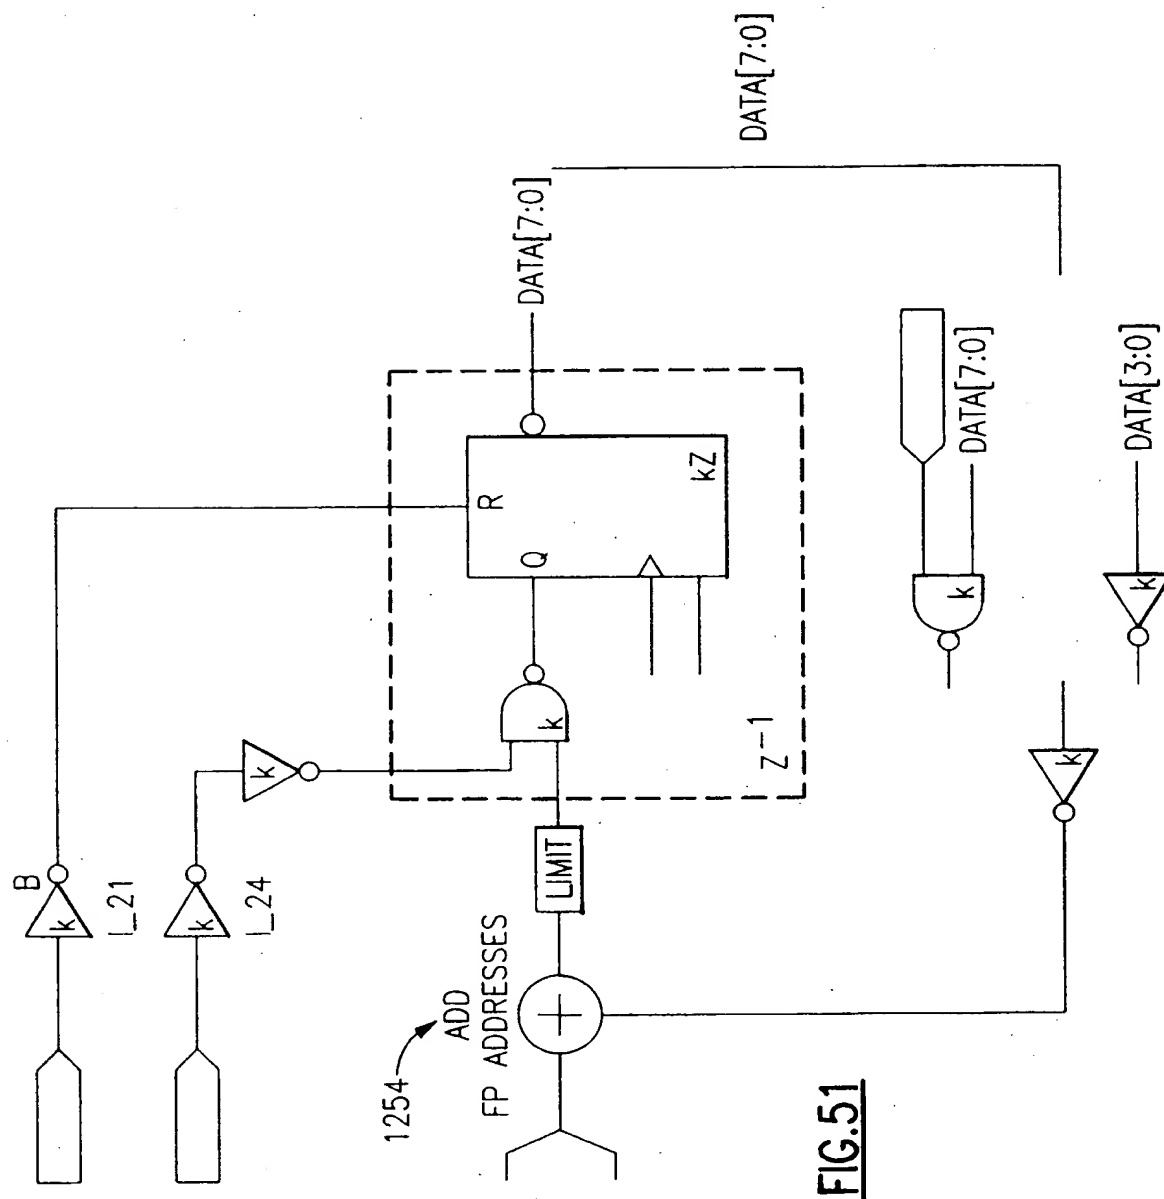 B
k
I_21
k
I_24
k
R
Q
kZ
k
Z-1
DATA[7:0]
DATA[7:0]
1254
ADD
FP ADDRESSES
LIMIT
k
DATA[7:0]
k
DATA[3:0]
k
FIG.51